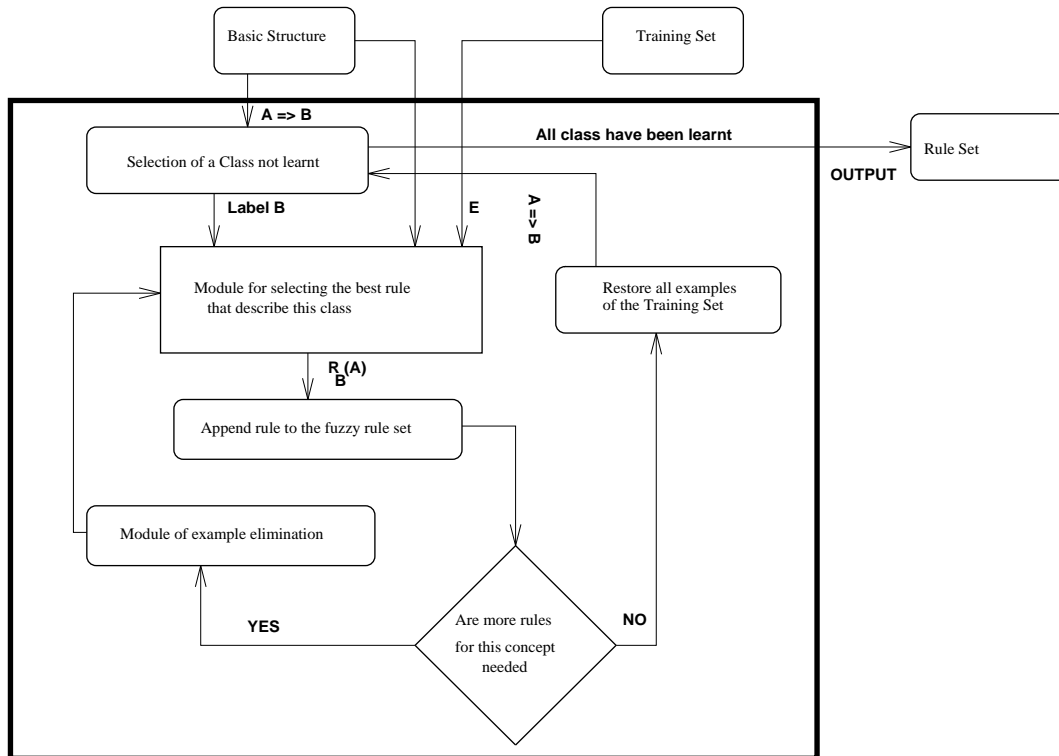 Basic Structure
Training Set
A => B
All class have been learnt
Selection of a Class not learnt
Rule Set
OUTPUT
Label B
E
A => B
Module for selecting the best rule
that describe this class
Restore all examples
of the Training Set
R (A)
B
Append rule to the fuzzy rule set
Module of example elimination
YES
NO
Are more rules
for this concept
needed